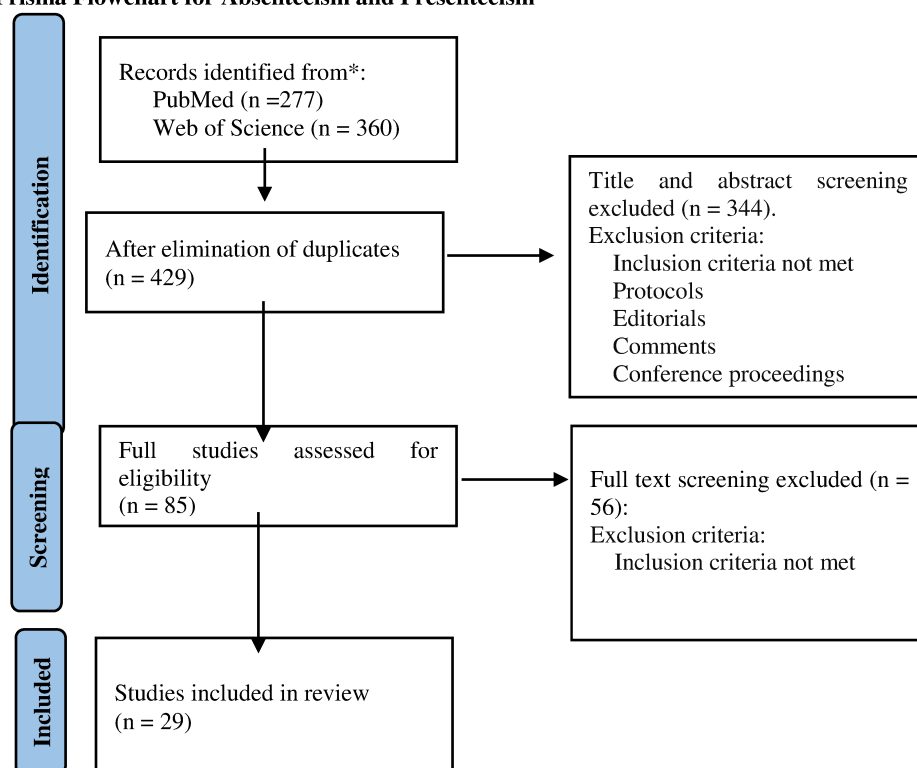 Prisma Flowchart for Absenteeism and Presenteeism
Identification
Records identified from*:
PubMed (n =277)
Web of Science (n = 360)
After elimination of duplicates
(n = 429)
Title and abstract screening
excluded (n = 344).
Exclusion criteria:
Inclusion criteria not met
Protocols
Editorials
Comments
Conference proceedings
Screening
Full studies assessed for
eligibility
(n = 85)
Full text screening excluded (n =
56):
Exclusion criteria:
Inclusion criteria not met
Included
Studies included in review
(n = 29)